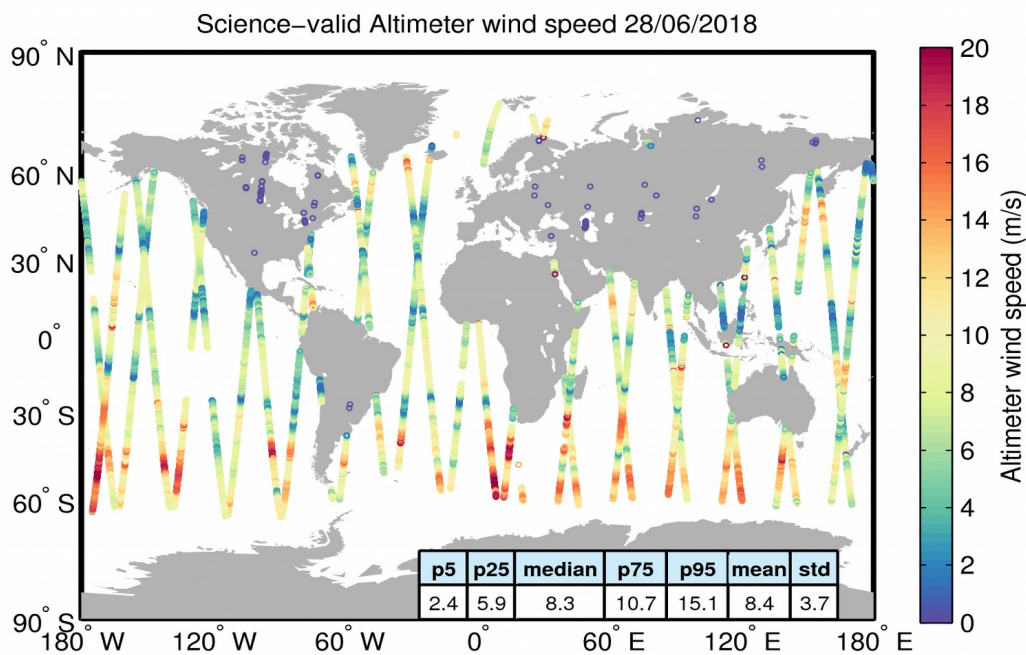 Science−valid Altimeter wind speed 28/06/2018
90° N
60° N
30° N
0°
30° S
60° S
90° S
180° W
120° W
60° W
0°
60° E
120° E
180° E
p5 p25 median p75 p95 mean std
2.4 5.9 8.3 10.7 15.1 8.4 3.7
20
18
16
14
12
10
8
6
4
2
0
Altimeter wind speed (m/s)